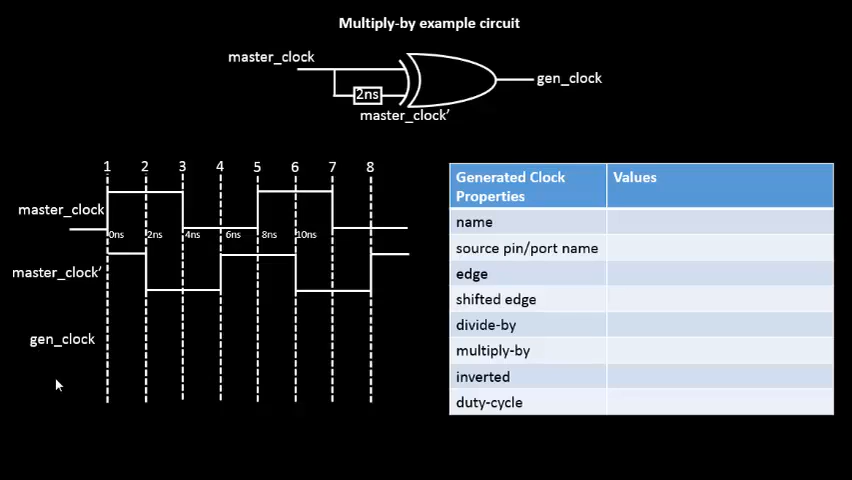 Multiply-by example circuit
master_clock
gen_clock
2ns
master_clock’
1 2 3 4 5 6 7 8
master_clock
0ns 2ns 4ns 6ns 8ns 10ns
master_clock’
gen_clock
Generated Clock Properties Values
name
source pin/port name
edge
shifted edge
divide-by
multiply-by
inverted
duty-cycle